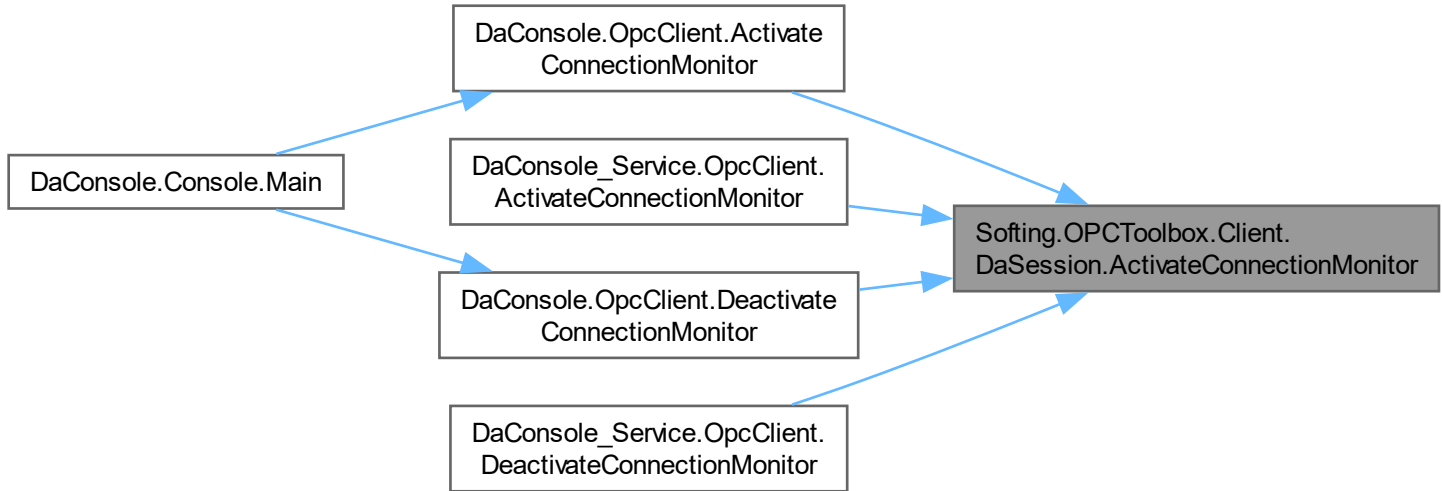 DaConsole.OpcClient.Activate
ConnectionMonitor
DaConsole_Service.OpcClient.
ActivateConnectionMonitor
DaConsole.Console.Main
Softing.OPCToolbox.Client.
DaSession.ActivateConnectionMonitor
DaConsole.OpcClient.Deactivate
ConnectionMonitor
DaConsole_Service.OpcClient.
DeactivateConnectionMonitor